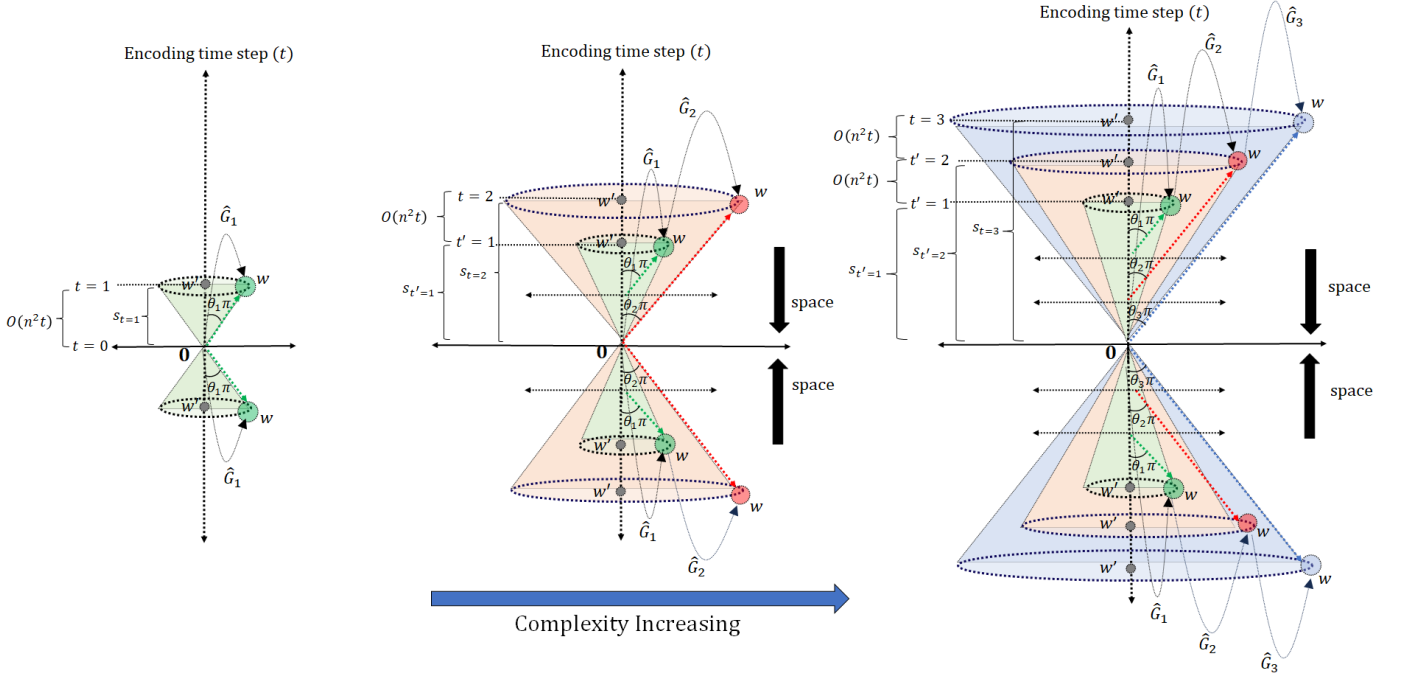 Encoding time step (t)
Ĝ₁
w
t = 1
w′
θ₁π
O(n²t)
s_{t=1}
t = 0
0
θ₁π
w′
w
Ĝ₁
Encoding time step (t)
Ĝ₂
Ĝ₁
w
t = 2
w′
O(n²t)
w
t′ = 1
w′
θ₁π
s_{t=2}
s_{t′=1}
θ₂π
space
0
θ₂π
space
θ₁π
w′
w
w′
w
Ĝ₁
Ĝ₂
Complexity Increasing
Encoding time step (t)
Ĝ₃
Ĝ₂
Ĝ₁
w
t = 3
w′
O(n²t)
t′ = 2
w′
w
O(n²t)
t′ = 1
w′
w
θ₁π
s_{t=3}
s_{t′=2}
s_{t′=1}
θ₂π
space
θ₃π
0
θ₃π
space
θ₂π
θ₁π
w′
w
w′
w
w′
w
Ĝ₁
Ĝ₂
Ĝ₃